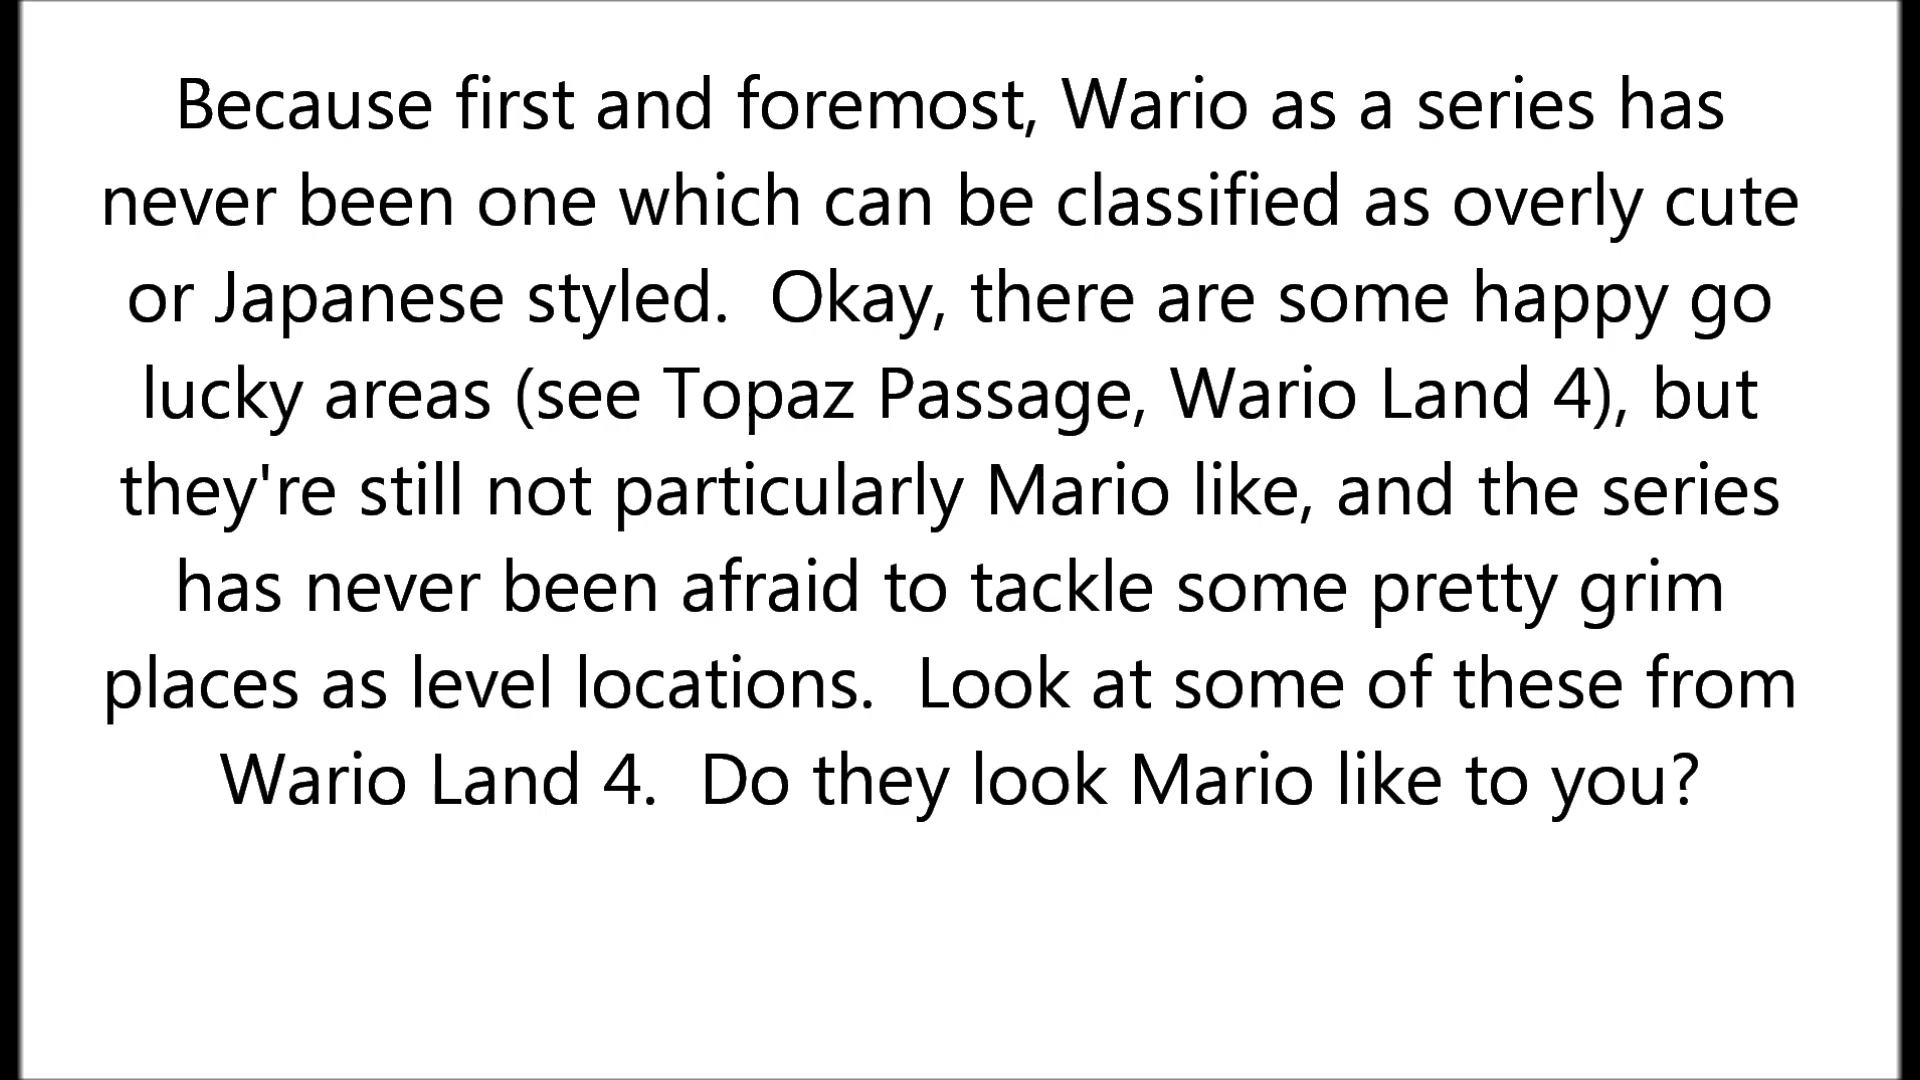 Because first and foremost, Wario as a series has
never been one which can be classified as overly cute
or Japanese styled.  Okay, there are some happy go
lucky areas (see Topaz Passage, Wario Land 4), but
they're still not particularly Mario like, and the series
has never been afraid to tackle some pretty grim
places as level locations.  Look at some of these from
Wario Land 4.  Do they look Mario like to you?